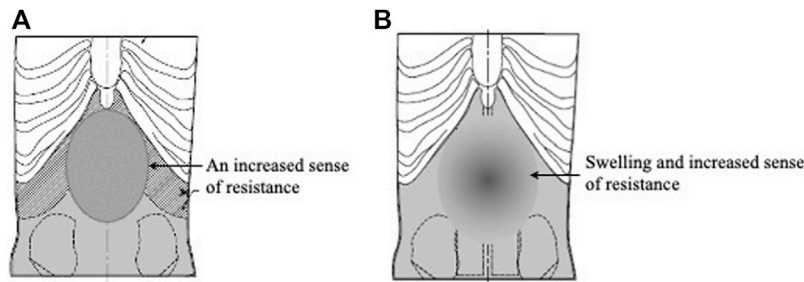 A
B
An increased sense
of resistance
Swelling and increased sense
of resistance